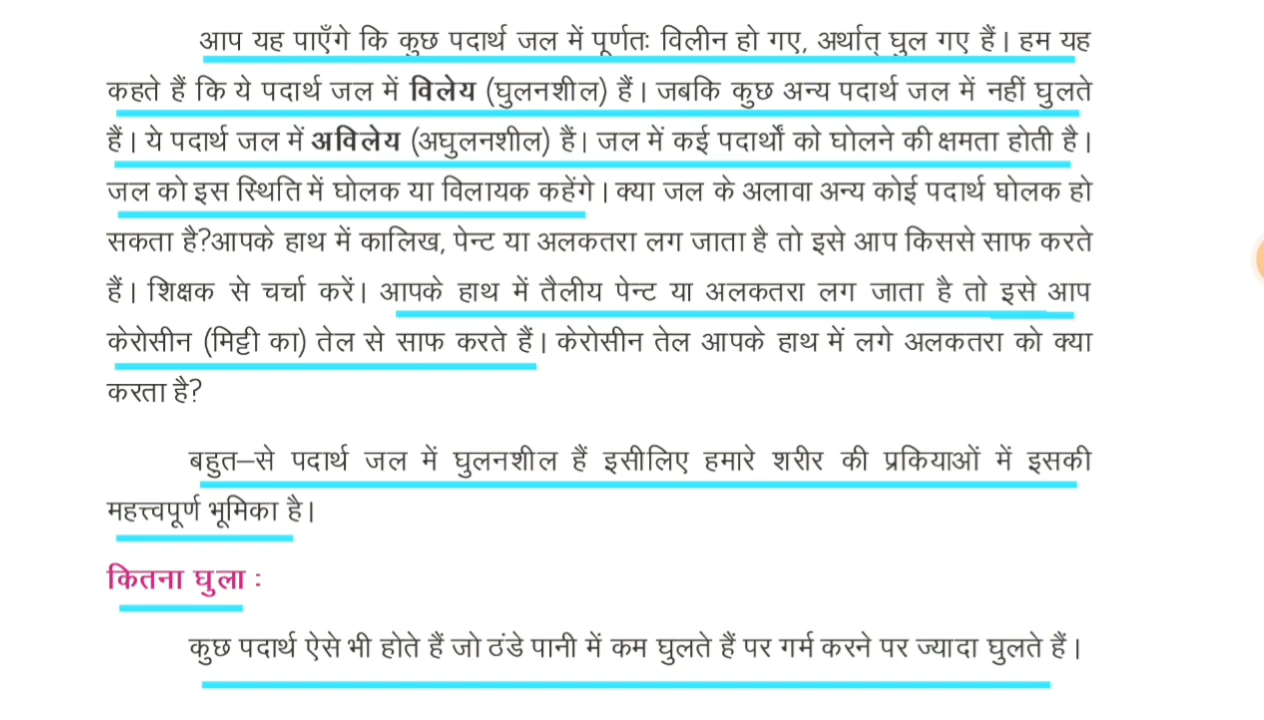 आप यह पाएँगे कि कुछ पदार्थ जल में पूर्णतः विलीन हो गए, अर्थात् घुल गए हैं। हम यह
कहते हैं कि ये पदार्थ जल में विलेय (घुलनशील) हैं। जबकि कुछ अन्य पदार्थ जल में नहीं घुलते
हैं। ये पदार्थ जल में अविलेय (अघुलनशील) हैं। जल में कई पदार्थों को घोलने की क्षमता होती है।
जल को इस स्थिति में घोलक या विलायक कहेंगे। क्या जल के अलावा अन्य कोई पदार्थ घोलक हो
सकता है?आपके हाथ में कालिख, पेन्ट या अलकतरा लग जाता है तो इसे आप किससे साफ करते
हैं। शिक्षक से चर्चा करें। आपके हाथ में तैलीय पेन्ट या अलकतरा लग जाता है तो इसे आप
केरोसीन (मिट्टी का) तेल से साफ करते हैं। केरोसीन तेल आपके हाथ में लगे अलकतरा को क्या
करता है?
बहुत–से पदार्थ जल में घुलनशील हैं इसीलिए हमारे शरीर की प्रकियाओं में इसकी
महत्त्वपूर्ण भूमिका है।
कितना घुला :
कुछ पदार्थ ऐसे भी होते हैं जो ठंडे पानी में कम घुलते हैं पर गर्म करने पर ज्यादा घुलते हैं।